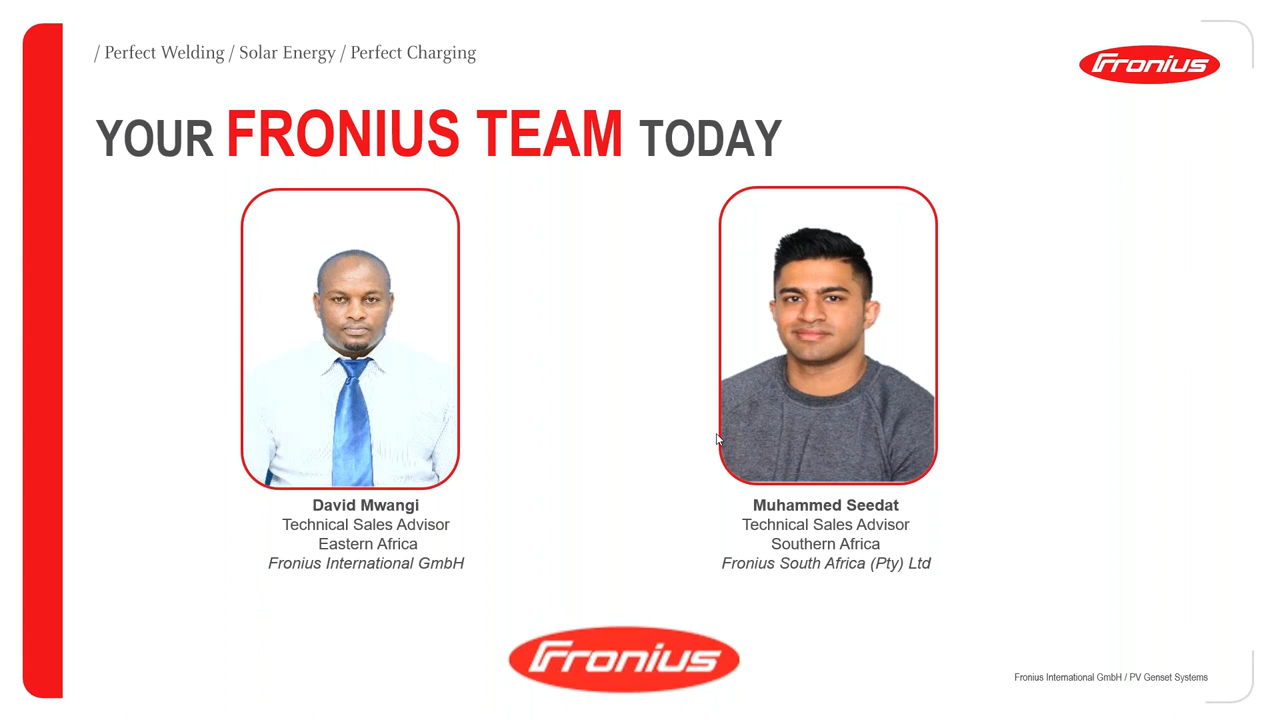 / Perfect Welding / Solar Energy / Perfect Charging
Fronius
YOUR FRONIUS TEAM TODAY
David Mwangi
Technical Sales Advisor
Eastern Africa
Fronius International GmbH
Muhammed Seedat
Technical Sales Advisor
Southern Africa
Fronius South Africa (Pty) Ltd
Fronius
Fronius International GmbH / PV Genset Systems